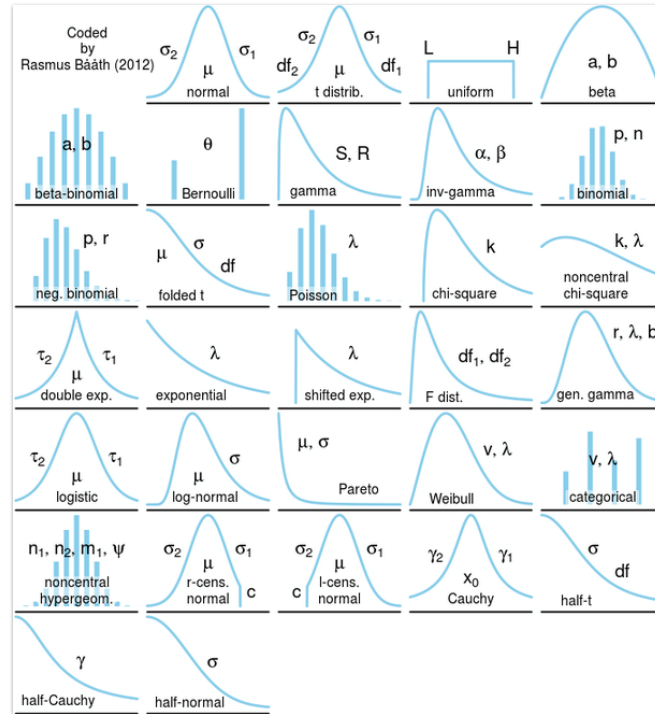 Coded
by
Rasmus Bååth (2012)
σ2 σ1
μ
normal
σ2 σ1
df2 μ df1
t distrib.
L H
uniform
a, b
beta
a, b
beta-binomial
θ
Bernoulli
S, R
gamma
α, β
inv-gamma
p, n
binomial
p, r
neg. binomial
μ σ
df
folded t
λ
Poisson
k
chi-square
k, λ
noncentral
chi-square
τ2 τ1
μ
double exp.
λ
exponential
λ
shifted exp.
df1, df2
F dist.
r, λ, b
gen. gamma
τ2 τ1
μ
logistic
σ
μ
log-normal
μ, σ
Pareto
v, λ
Weibull
v, λ
categorical
n1, n2, m1, ψ
noncentral
hypergeom.
σ2 σ1
μ
r-cens.
normal c
σ2 σ1
μ
l-cens.
c normal
γ2 γ1
x0
Cauchy
σ
df
half-t
γ
half-Cauchy
σ
half-normal